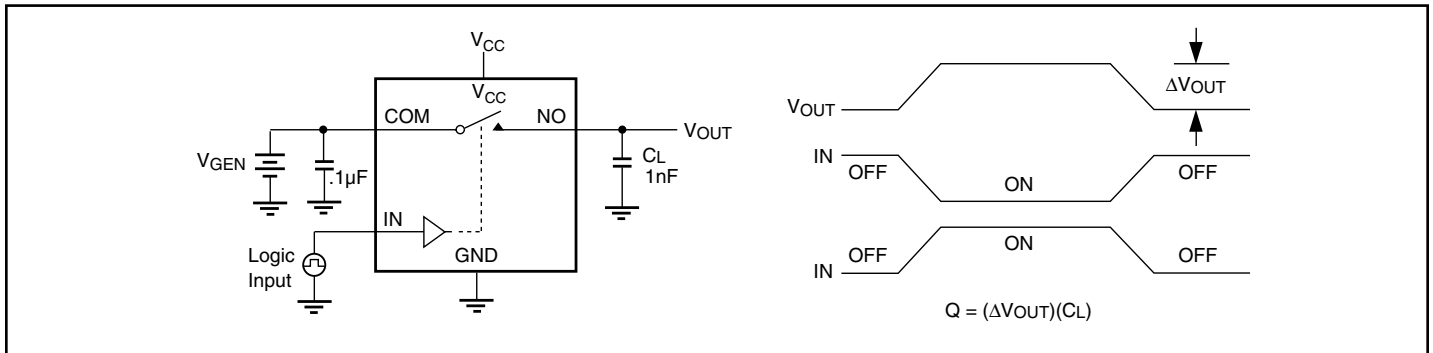 VCC
VCC
COM
NO
VOUT
VGEN
.1µF
CL
1nF
IN
Logic
Input
GND
VOUT
ΔVOUT
IN
OFF
ON
OFF
IN
OFF
ON
OFF
Q = (ΔVOUT)(CL)